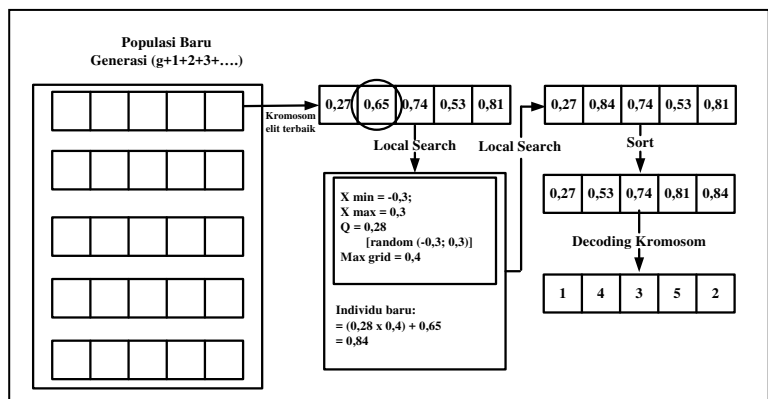 Populasi Baru
Generasi (g+1+2+3+….)
Kromosom
elit terbaik
0,27 0,65 0,74 0,53 0,81
Local Search
X min = -0,3;
X max = 0,3
Q = 0,28
[random (-0,3; 0,3)]
Max grid = 0,4
Individu baru:
= (0,28 x 0,4) + 0,65
= 0,84
Local Search
0,27 0,84 0,74 0,53 0,81
Sort
0,27 0,53 0,74 0,81 0,84
Decoding Kromosom
1 4 3 5 2